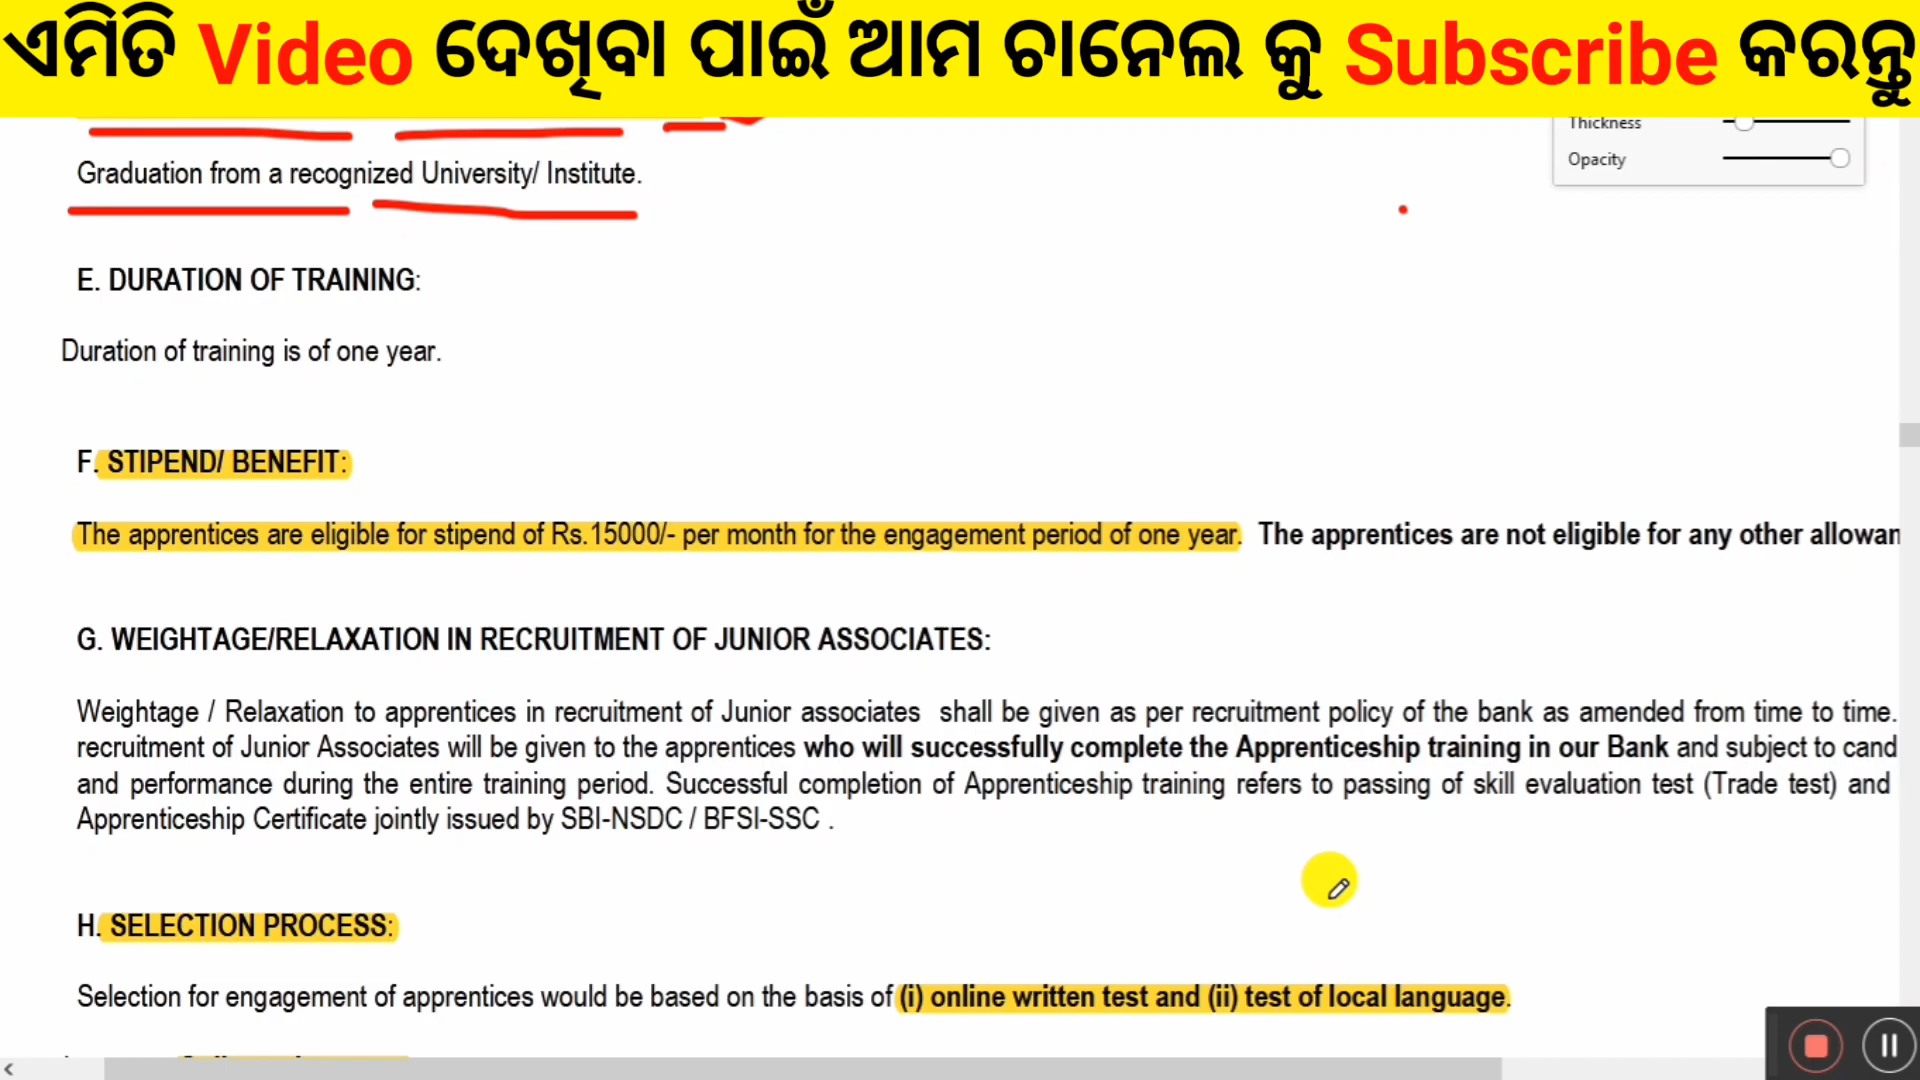 ଏମିତି Video ଦେଖିବା ପାଇଁ ଆମ ଚାନେଲ କୁ Subscribe କରନ୍ତୁ
Thickness
Opacity
Graduation from a recognized University/ Institute.
E. DURATION OF TRAINING:
Duration of training is of one year.
F. STIPEND/ BENEFIT:
The apprentices are eligible for stipend of Rs.15000/- per month for the engagement period of one year. The apprentices are not eligible for any other
G. WEIGHTAGE/RELAXATION IN RECRUITMENT OF JUNIOR ASSOCIATES:
Weightage / Relaxation to apprentices in recruitment of Junior associates shall be given as per recruitment policy of the bank as amended from time to time.
recruitment of Junior Associates will be given to the apprentices who will successfully complete the Apprenticeship training in our Bank and subject to cand
and performance during the entire training period. Successful completion of Apprenticeship training refers to passing of skill evaluation test (Trade test) and
Apprenticeship Certificate jointly issued by SBI-NSDC / BFSI-SSC .
H. SELECTION PROCESS:
Selection for engagement of apprentices would be based on the basis of (i) online written test and (ii) test of local language.